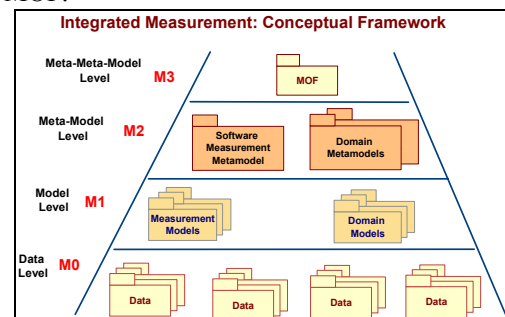 MOF.
Integrated Measurement: Conceptual Framework
Meta-Meta-Model
Level
M3
MOF
Meta-Model
Level
M2
Software
Measurement
Metamodel
Domain
Metamodels
Model
Level
M1
Measurement
Models
Domain
Models
Data
Level
M0
Data
Data
Data
Data